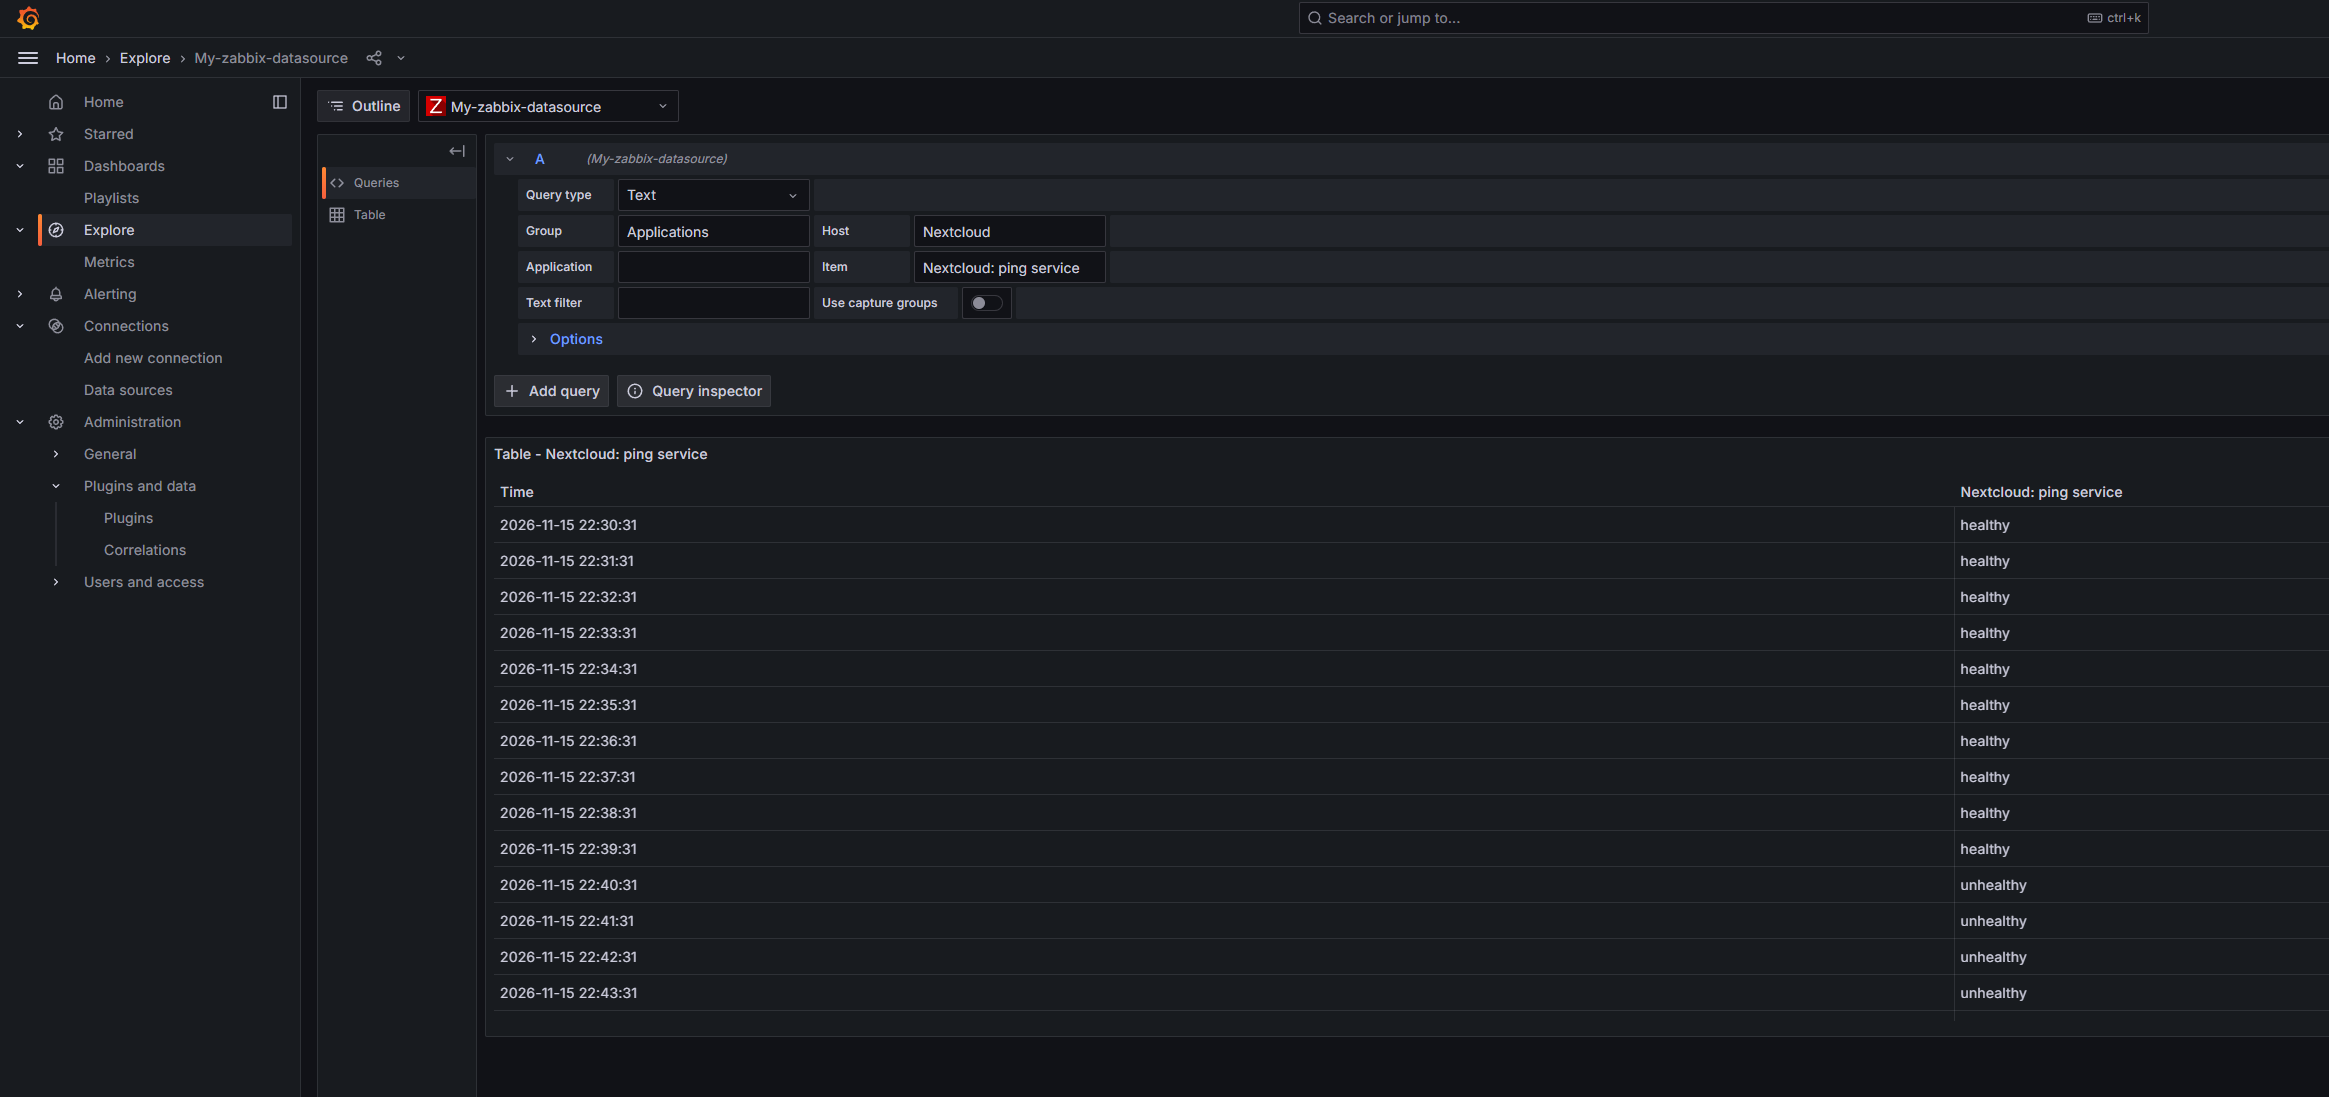 Search or jump to...
ctrl+k
Home > Explore > My-zabbix-datasource
Home
Starred
Dashboards
Playlists
Explore
Metrics
Alerting
Connections
Add new connection
Data sources
Administration
General
Plugins and data
Plugins
Correlations
Users and access
Outline
Z My-zabbix-datasource
Queries
Table
A (My-zabbix-datasource)
Query type Text
Group Applications Host Nextcloud
Application Item Nextcloud: ping service
Text filter Use capture groups
Options
+ Add query
Query inspector
Table - Nextcloud: ping service
Time Nextcloud: ping service
2026-11-15 22:30:31 healthy
2026-11-15 22:31:31 healthy
2026-11-15 22:32:31 healthy
2026-11-15 22:33:31 healthy
2026-11-15 22:34:31 healthy
2026-11-15 22:35:31 healthy
2026-11-15 22:36:31 healthy
2026-11-15 22:37:31 healthy
2026-11-15 22:38:31 healthy
2026-11-15 22:39:31 healthy
2026-11-15 22:40:31 unhealthy
2026-11-15 22:41:31 unhealthy
2026-11-15 22:42:31 unhealthy
2026-11-15 22:43:31 unhealthy